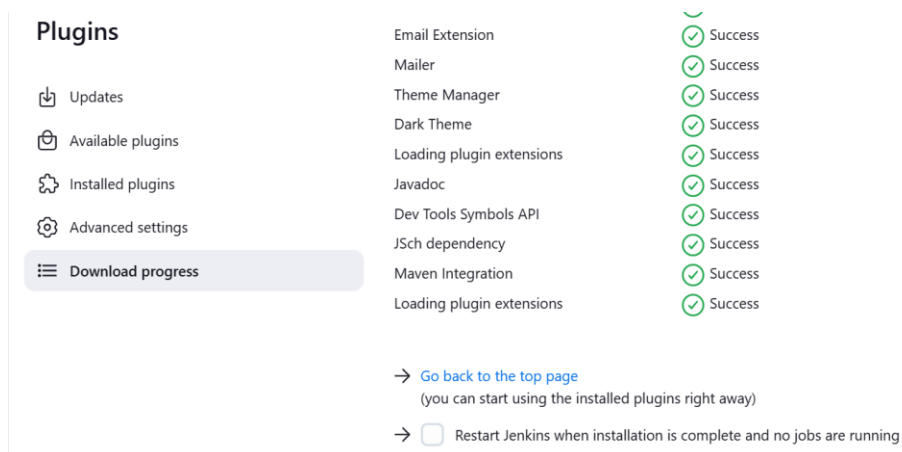 Plugins
Updates
Available plugins
Installed plugins
Advanced settings
Download progress
Email Extension Success
Mailer Success
Theme Manager Success
Dark Theme Success
Loading plugin extensions Success
Javadoc Success
Dev Tools Symbols API Success
JSch dependency Success
Maven Integration Success
Loading plugin extensions Success
Go back to the top page
(you can start using the installed plugins right away)
Restart Jenkins when installation is complete and no jobs are running